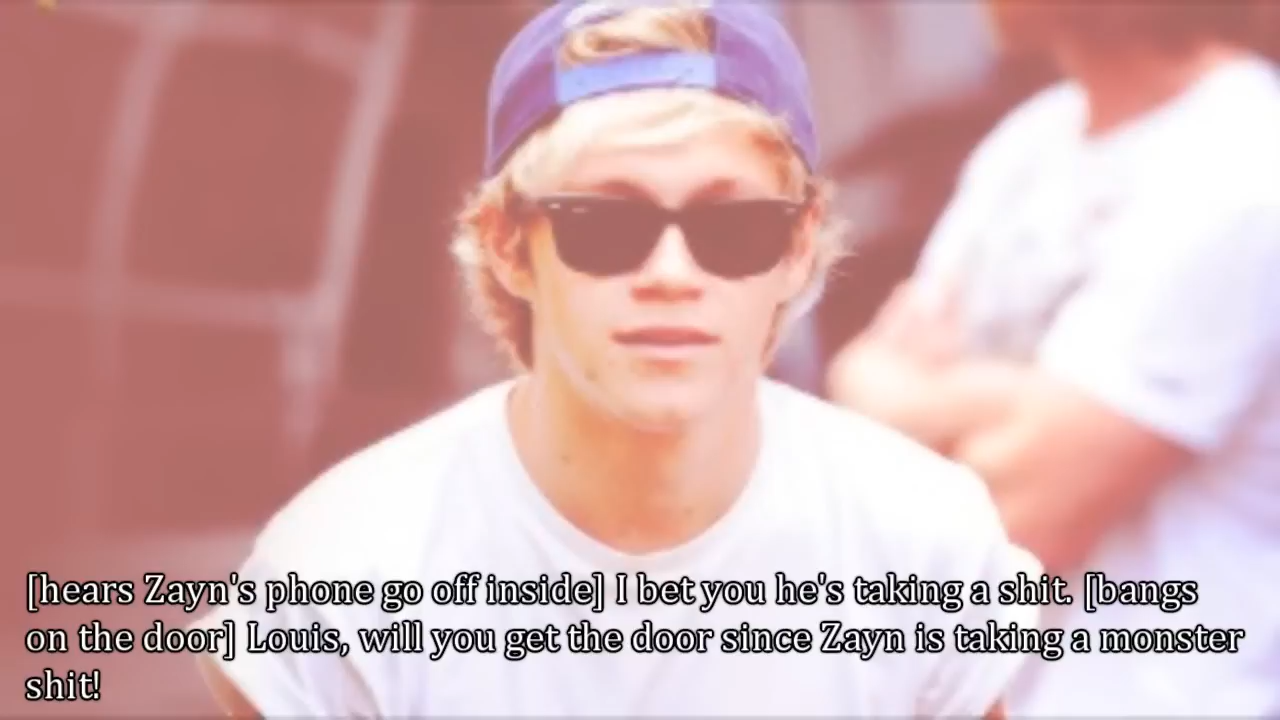 [hears Zayn's phone go off inside] I bet you he's taking a shit. [bangs
on the door] Louis, will you get the door since Zayn is taking a monster
shit!